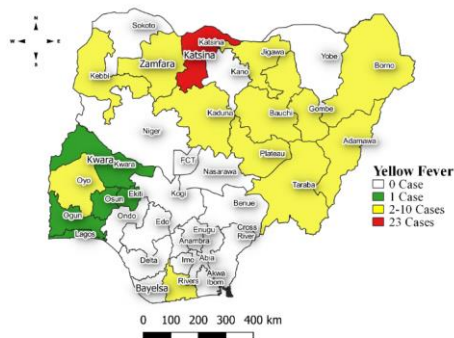 N
W
E
S
Sokoto
Katsina
Katsina
Jigawa
Yobe
Borno
Zamfara
Kebbi
Kano
Kaduna
Bauchi
Gombe
Adamawa
Niger
Plateau
Kwara
Kwara
FCT
Nasarawa
Taraba
Oyo
Ekiti
Osun
Kogi
Benue
Ogun
Ondo
Edo
Lagos
Enugu
Anambra
Cross
River
Delta
Imo
Abia
Akwa
Ibom
Bayelsa
Rivers
Yellow Fever
0 Case
1 Case
2-10 Cases
23 Cases
0 100 200 300 400 km